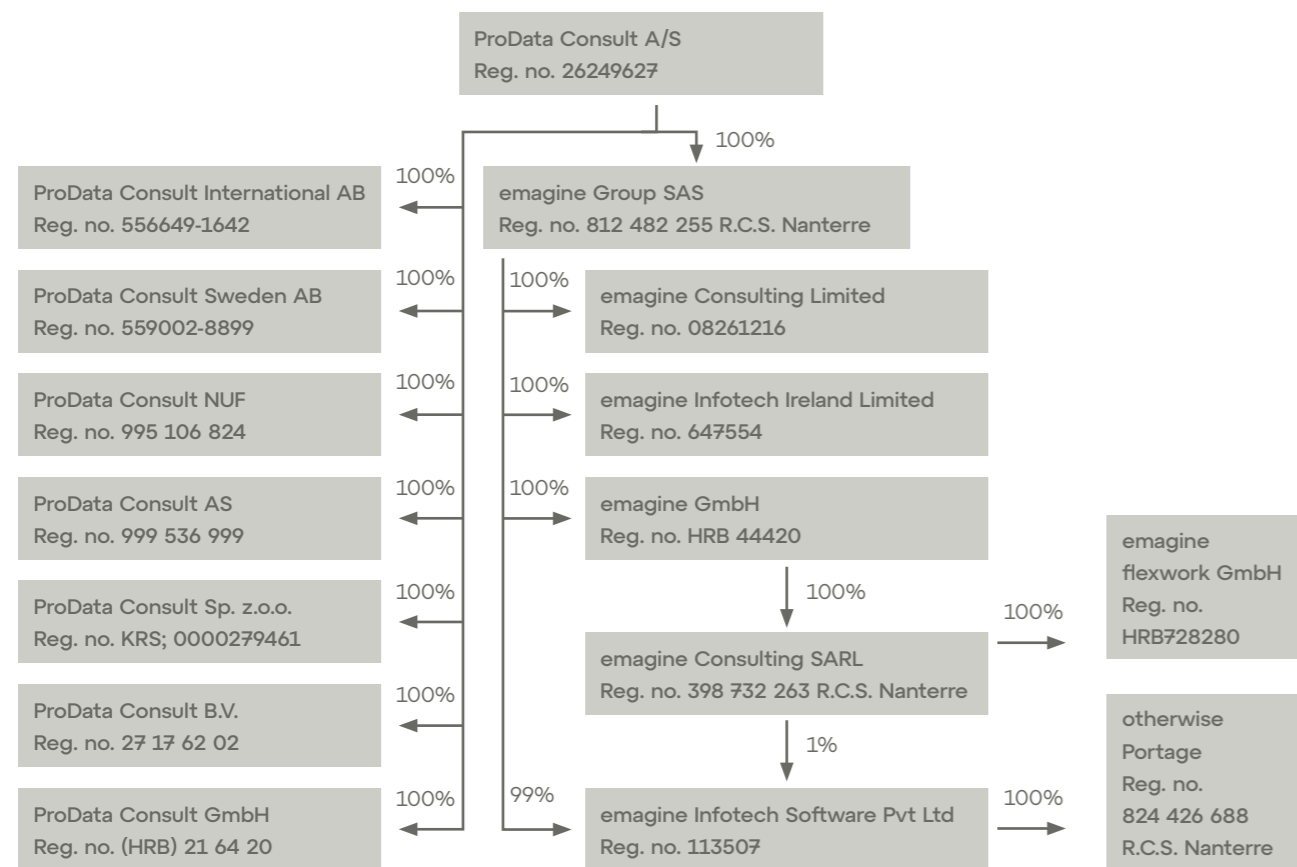 ProData Consult A/S
Reg. no. 26249627
100%
ProData Consult International AB
Reg. no. 556649-1642
100%
emagine Group SAS
Reg. no. 812 482 255 R.C.S. Nanterre
ProData Consult Sweden AB
Reg. no. 559002-8899
100%
100%
emagine Consulting Limited
Reg. no. 08261216
ProData Consult NUF
Reg. no. 995 106 824
100%
100%
emagine Infotech Ireland Limited
Reg. no. 647554
ProData Consult AS
Reg. no. 999 536 999
100%
100%
emagine GmbH
Reg. no. HRB 44420
100%
ProData Consult Sp. z.o.o.
Reg. no. KRS; 0000279461
100%
emagine Consulting SARL
Reg. no. 398 732 263 R.C.S. Nanterre
100%
emagine
flexwork GmbH
Reg. no.
HRB728280
ProData Consult B.V.
Reg. no. 27 17 62 02
100%
1%
ProData Consult GmbH
Reg. no. (HRB) 21 64 20
100%
99%
emagine Infotech Software Pvt Ltd
Reg. no. 113507
100%
otherwise
Portage
Reg. no.
824 426 688
R.C.S. Nanterre